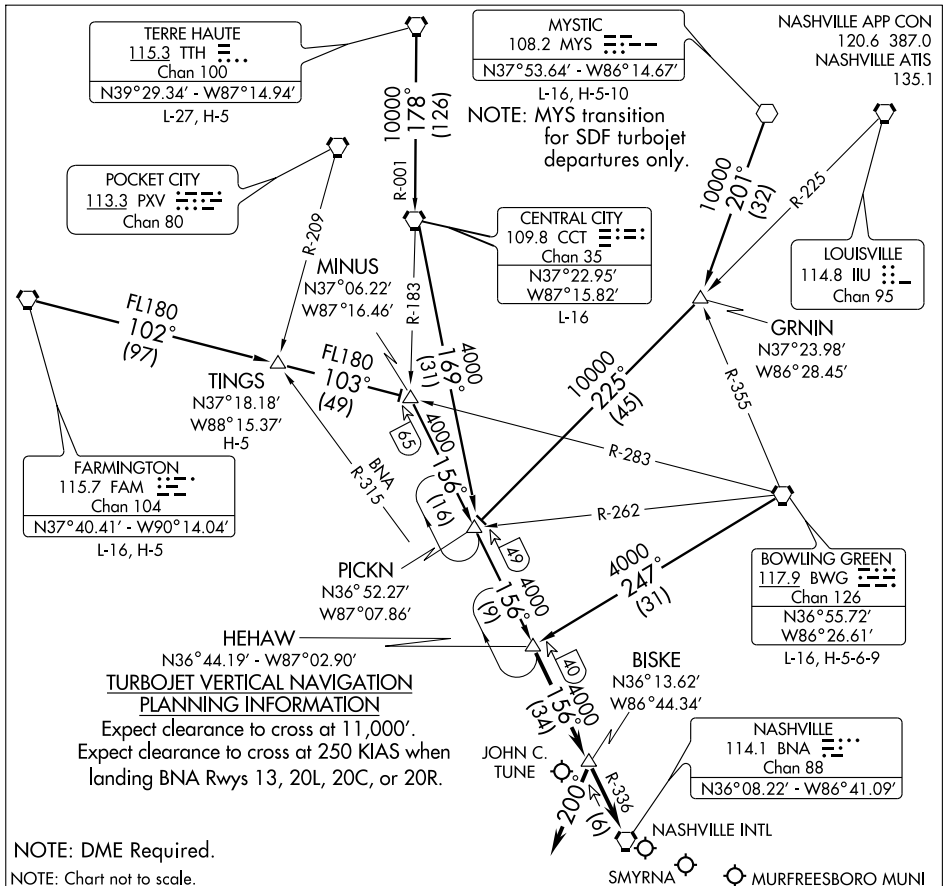 TERRE HAUTE
115.3 TTH
Chan 100
N39°29.34' - W87°14.94'
L-27, H-5
MYSTIC
108.2 MYS
N37°53.64' - W86°14.67'
L-16, H-5-10
NOTE: MYS transition
for SDF turbojet
departures only.
NASHVILLE APP CON
120.6 387.0
NASHVILLE ATIS
135.1
10000
178°
(126)
R-001
POCKET CITY
113.3 PXV
Chan 80
R-209
CENTRAL CITY
109.8 CCT
Chan 35
N37°22.95'
W87°15.82'
L-16
10000
201°
(32)
R-225
LOUISVILLE
114.8 IIU
Chan 95
MINUS
N37°06.22'
W87°16.46'
R-183
4000
169°
(31)
GRNIN
N37°23.98'
W86°28.45'
FL180
102°
(97)
TINGS
N37°18.18'
W88°15.37'
H-5
FL180
103°
(49)
10000
225°
(45)
R-355
FARMINGTON
115.7 FAM
Chan 104
N37°40.41' - W90°14.04'
L-16, H-5
BNA
R-315
65
4000
156°
(16)
R-283
R-262
PICKN
N36°52.27'
W87°07.86'
49
4000
156°
(9)
4000
247°
(31)
BOWLING GREEN
117.9 BWG
Chan 126
N36°55.72'
W86°26.61'
L-16, H-5-6-9
HEHAW
N36°44.19' - W87°02.90'
40
4000
156°
(34)
BISKE
N36°13.62'
W86°44.34'
TURBOJET VERTICAL NAVIGATION
PLANNING INFORMATION
Expect clearance to cross at 11,000'.
Expect clearance to cross at 250 KIAS when
landing BNA Rwys 13, 20L, 20C, or 20R.
JOHN C.
TUNE
200°
R-336
(6)
NASHVILLE
114.1 BNA
Chan 88
N36°08.22' - W86°41.09'
NASHVILLE INTL
SMYRNA
MURFREESBORO MUNI
NOTE: DME Required.
NOTE: Chart not to scale.